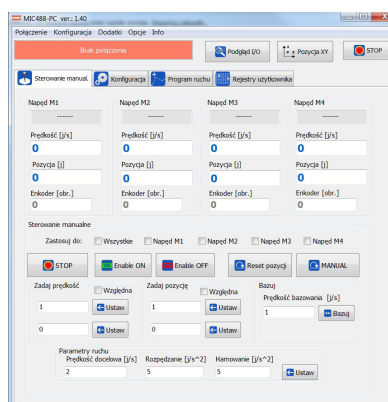 MIC488-PC ver.: 1.40
Połączenie Konfiguracja Dodatki Opcje Info
Brak połączenia
Podgląd I/O
Pozycja XY
STOP
Sterowanie manual. Konfiguracja Program ruchu Rejestry użytkownika
Napęd M1 Napęd M2 Napęd M3 Napęd M4
------ ------ ------ ------
Prędkość [j/s] Prędkość [j/s] Prędkość [j/s] Prędkość [j/s]
0 0 0 0
Pozycja [j] Pozycja [j] Pozycja [j] Pozycja [j]
0 0 0 0
Enkoder [obr.] Enkoder [obr.] Enkoder [obr.] Enkoder [obr.]
0 0 0 0
Sterowanie manualne
Zastosuj do: Wszystkie Napęd M1 Napęd M2 Napęd M3 Napęd M4
STOP Enable ON Enable OFF Reset pozycji MANUAL
Zadaj prędkość Względna Zadaj pozycję Względna Bazuj
Prędkość bazowania [j/s]
1 Ustaw 1 Ustaw 1 Bazuj
0 Ustaw 0 Ustaw
Parametry ruchu
Prędkość docelowa [j/s] Rozpędzanie [j/s^2] Hamowanie [j/s^2]
2 5 5 Ustaw